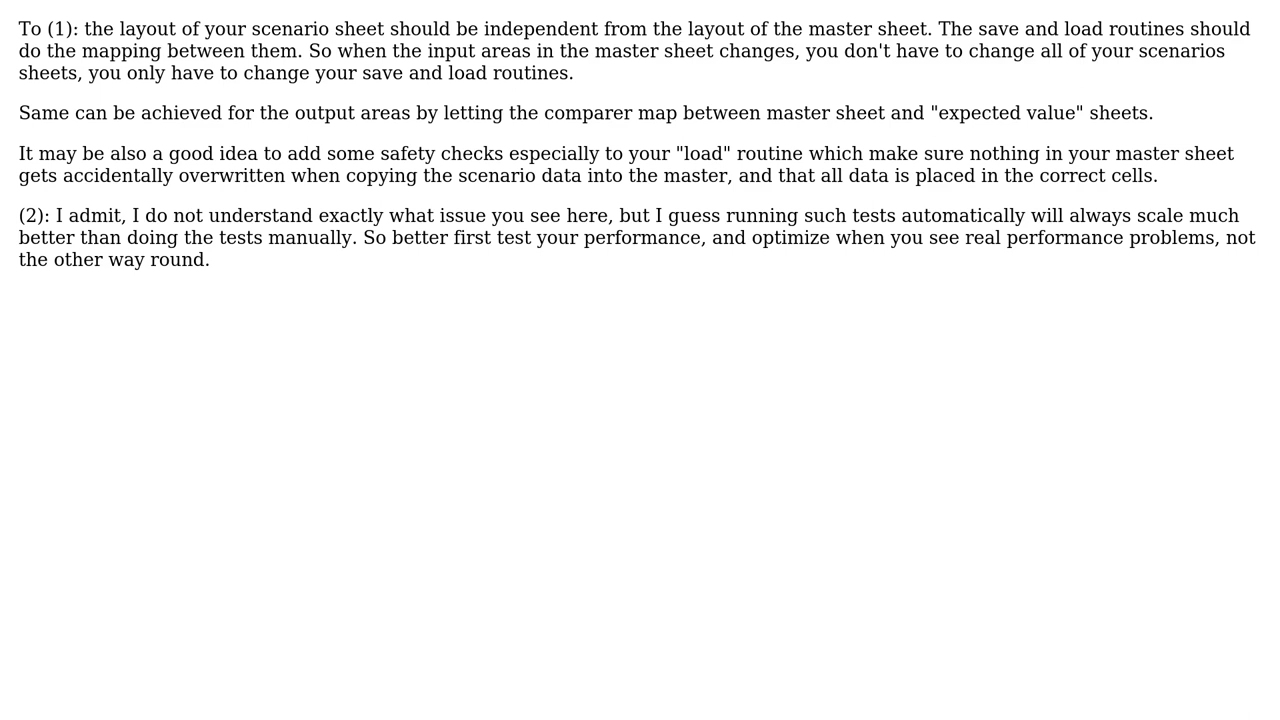 To (1): the layout of your scenario sheet should be independent from the layout of the master sheet. The save and load routines should
do the mapping between them. So when the input areas in the master sheet changes, you don't have to change all of your scenarios
sheets, you only have to change your save and load routines.
Same can be achieved for the output areas by letting the comparer map between master sheet and "expected value" sheets.
It may be also a good idea to add some safety checks especially to your "load" routine which make sure nothing in your master sheet
gets accidentally overwritten when copying the scenario data into the master, and that all data is placed in the correct cells.
(2): I admit, I do not understand exactly what issue you see here, but I guess running such tests automatically will always scale much
better than doing the tests manually. So better first test your performance, and optimize when you see real performance problems, not
the other way round.